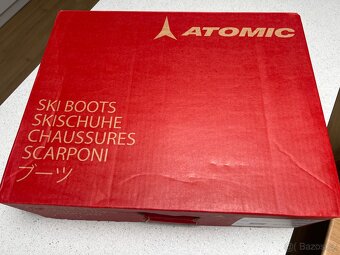 ATOMIC
SKI BOOTS
SKISCHUHE
CHAUSSURES
SCARPONI
ブーツ